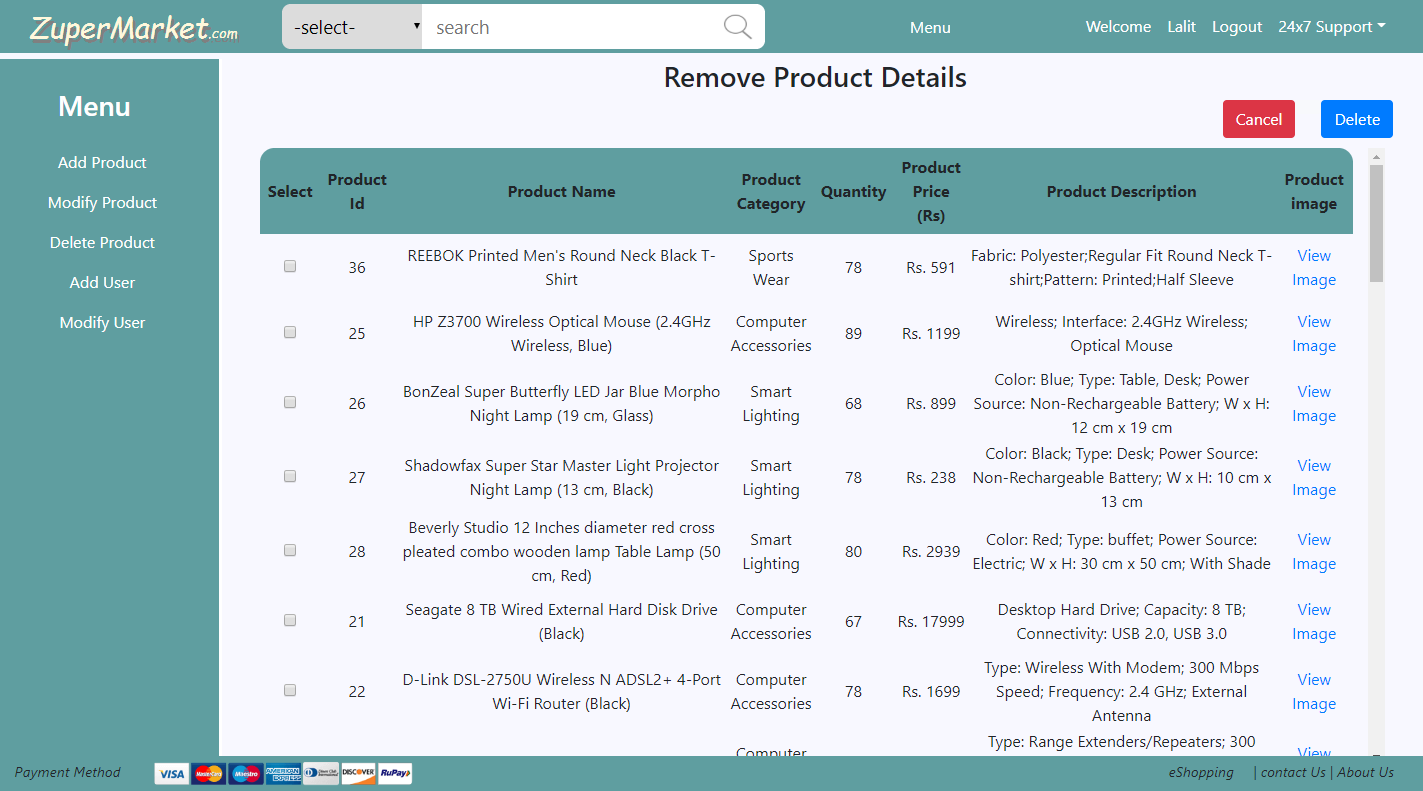 ZuperMarket.com
-select-
search
Menu
Welcome Lalit Logout 24x7 Support
Menu
Add Product
Modify Product
Delete Product
Add User
Modify User
Remove Product Details
Cancel Delete
Select
Product
Id
Product Name
Product
Category
Quantity
Product
Price
(Rs)
Product Description
Product
image
36
REEBOK Printed Men's Round Neck Black T-
Shirt
Sports
Wear
78
Rs. 591
Fabric: Polyester;Regular Fit Round Neck T-
shirt;Pattern: Printed;Half Sleeve
View
Image
25
HP Z3700 Wireless Optical Mouse (2.4GHz
Wireless, Blue)
Computer
Accessories
89
Rs. 1199
Wireless; Interface: 2.4GHz Wireless;
Optical Mouse
View
Image
26
BonZeal Super Butterfly LED Jar Blue Morpho
Night Lamp (19 cm, Glass)
Smart
Lighting
68
Rs. 899
Color: Blue; Type: Table, Desk; Power
Source: Non-Rechargeable Battery; W x H:
12 cm x 19 cm
View
Image
27
Shadowfax Super Star Master Light Projector
Night Lamp (13 cm, Black)
Smart
Lighting
78
Rs. 238
Color: Black; Type: Desk; Power Source:
Non-Rechargeable Battery; W x H: 10 cm x
13 cm
View
Image
28
Beverly Studio 12 Inches diameter red cross
pleated combo wooden lamp Table Lamp (50
cm, Red)
Smart
Lighting
80
Rs. 2939
Color: Red; Type: buffet; Power Source:
Electric; W x H: 30 cm x 50 cm; With Shade
View
Image
21
Seagate 8 TB Wired External Hard Disk Drive
(Black)
Computer
Accessories
67
Rs. 17999
Desktop Hard Drive; Capacity: 8 TB;
Connectivity: USB 2.0, USB 3.0
View
Image
22
D-Link DSL-2750U Wireless N ADSL2+ 4-Port
Wi-Fi Router (Black)
Computer
Accessories
78
Rs. 1699
Type: Wireless With Modem; 300 Mbps
Speed; Frequency: 2.4 GHz; External
Antenna
View
Image
Computer
Type: Range Extenders/Repeaters; 300
View
Payment Method
VISA
MasterCard
Maestro
AMERICAN
EXPRESS
DISCOVER
RuPay
eShopping | contact Us | About Us